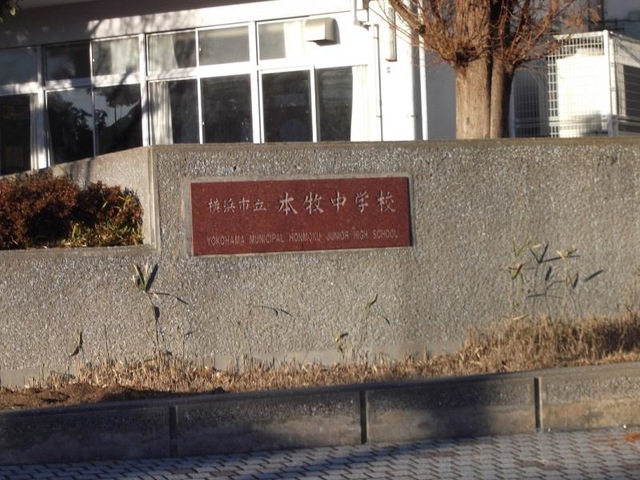 横浜市立 本牧中学校
YOKOHAMA MUNICIPAL HONMOKU JUNIOR HIGH SCHOOL